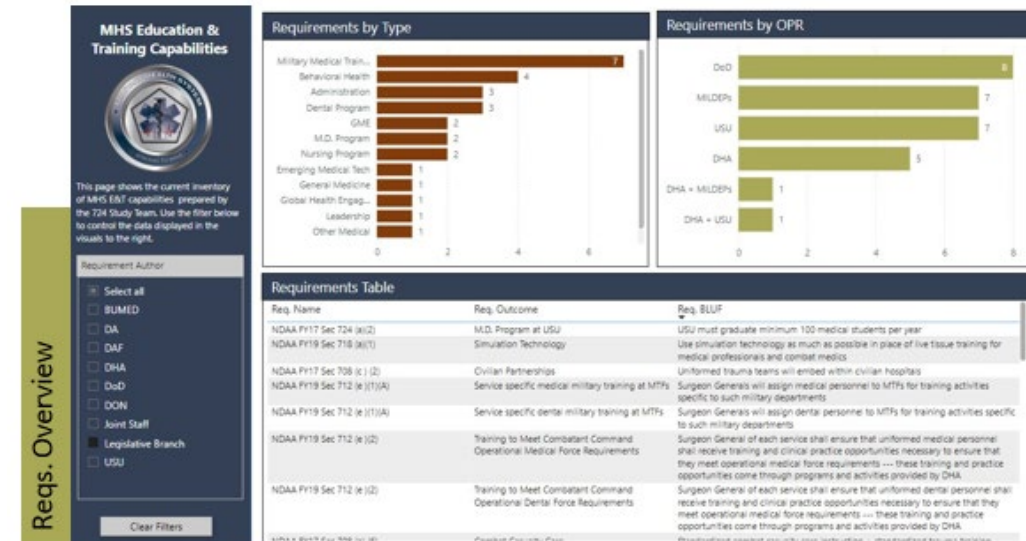 Reqs. Overview
MHS Education &
Training Capabilities
This page shows the current inventory
of MHS E&T capabilities prepared by
the 724 Study Team. Use the filter below
to control the data displayed in the
visuals to the right.
Requirement Author
Select all
BUMED
DA
DAF
DHA
DoD
DON
Joint Staff
Legislative Branch
USU
Clear Filters
Requirements by Type
Military Medical Train... 7
Behavioral Health 4
Administration 3
Dental Program 3
GME 2
M.D. Program 2
Nursing Program 2
Emerging Medical Tech 1
General Medicine 1
Global Health Engag... 1
Leadership 1
Other Medical 1
0 2 4 6
Requirements by OPR
DoD 8
MILDEPs 7
USU 7
DHA 5
DHA + MILDEPs 1
DHA + USU 1
0 2 4 6 8
Requirements Table
Req. Name Req. Outcome Req. BLUF
NDAA FY17 Sec 724 (a)(2) M.D. Program at USU USU must graduate minimum 100 medical students per year
NDAA FY19 Sec 718 (a)(1) Simulation Technology Use simulation technology as much as possible in place of live tissue training for
medical professionals and combat medics
NDAA FY17 Sec 708 (c) (2) Civilian Partnerships Uniformed trauma teams will embed within civilian hospitals
NDAA FY19 Sec 712 (e)(1)(A) Service specific medical military training at MTFs Surgeon Generals will assign medical personnel to MTFs for training activities
specific to such military departments
NDAA FY19 Sec 712 (e)(1)(A) Service specific dental military training at MTFs Surgeon Generals will assign dental personnel to MTFs for training activities specific
to such military departments
NDAA FY19 Sec 712 (e)(2) Training to Meet Combatant Command Surgeon General of each service shall ensure that uniformed medical personnel
Operational Medical Force Requirements shall receive training and clinical practice opportunities necessary to ensure that
they meet operational medical force requirements --- these training and practice
opportunities come through programs and activities provided by DHA
NDAA FY19 Sec 712 (e)(2) Training to Meet Combatant Command Surgeon General of each service shall ensure that uniformed dental personnel shall
Operational Dental Force Requirements receive training and clinical practice opportunities necessary to ensure that they
meet operational medical force requirements --- these training and practice
opportunities come through programs and activities provided by DHA